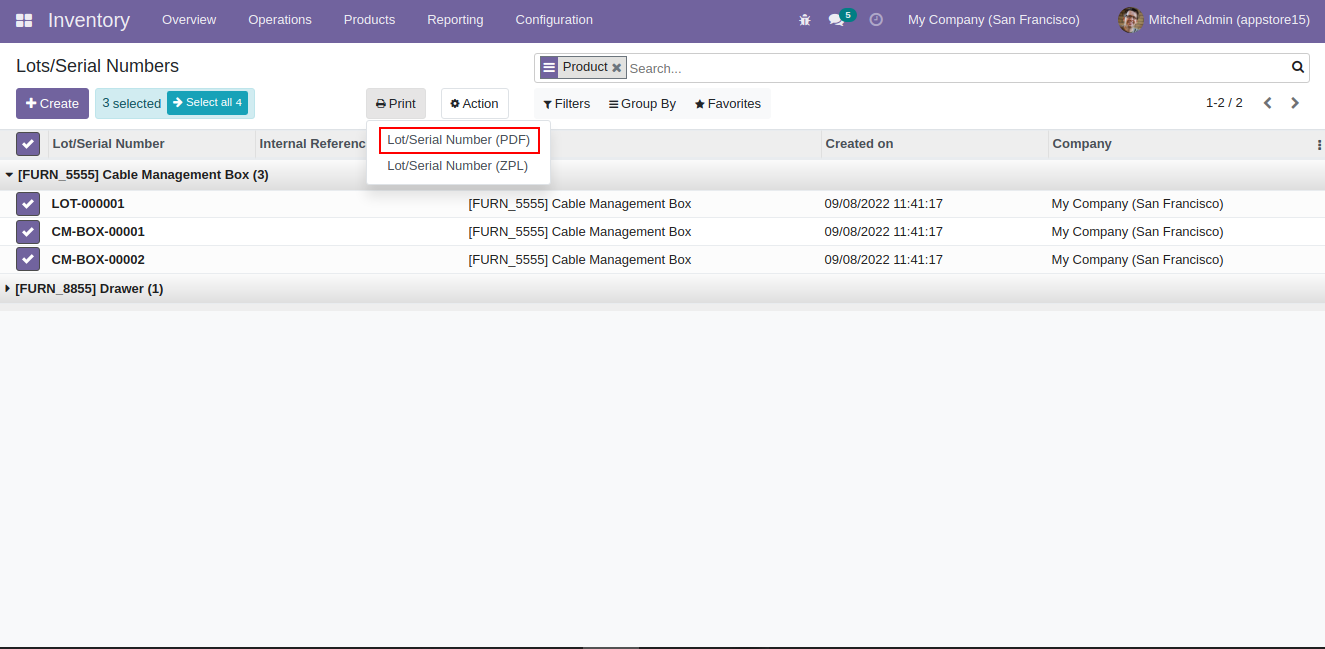 Inventory Overview Operations Products Reporting Configuration 5 My Company (San Francisco) Mitchell Admin (appstore15)
Lots/Serial Numbers Product Search...
Create 3 selected Select all 4 Print Action Filters Group By Favorites 1-2 / 2
Lot/Serial Number Internal Referenc Created on Company
Lot/Serial Number (PDF)
Lot/Serial Number (ZPL)
[FURN_5555] Cable Management Box (3)
LOT-000001 [FURN_5555] Cable Management Box 09/08/2022 11:41:17 My Company (San Francisco)
CM-BOX-00001 [FURN_5555] Cable Management Box 09/08/2022 11:41:17 My Company (San Francisco)
CM-BOX-00002 [FURN_5555] Cable Management Box 09/08/2022 11:41:17 My Company (San Francisco)
[FURN_8855] Drawer (1)